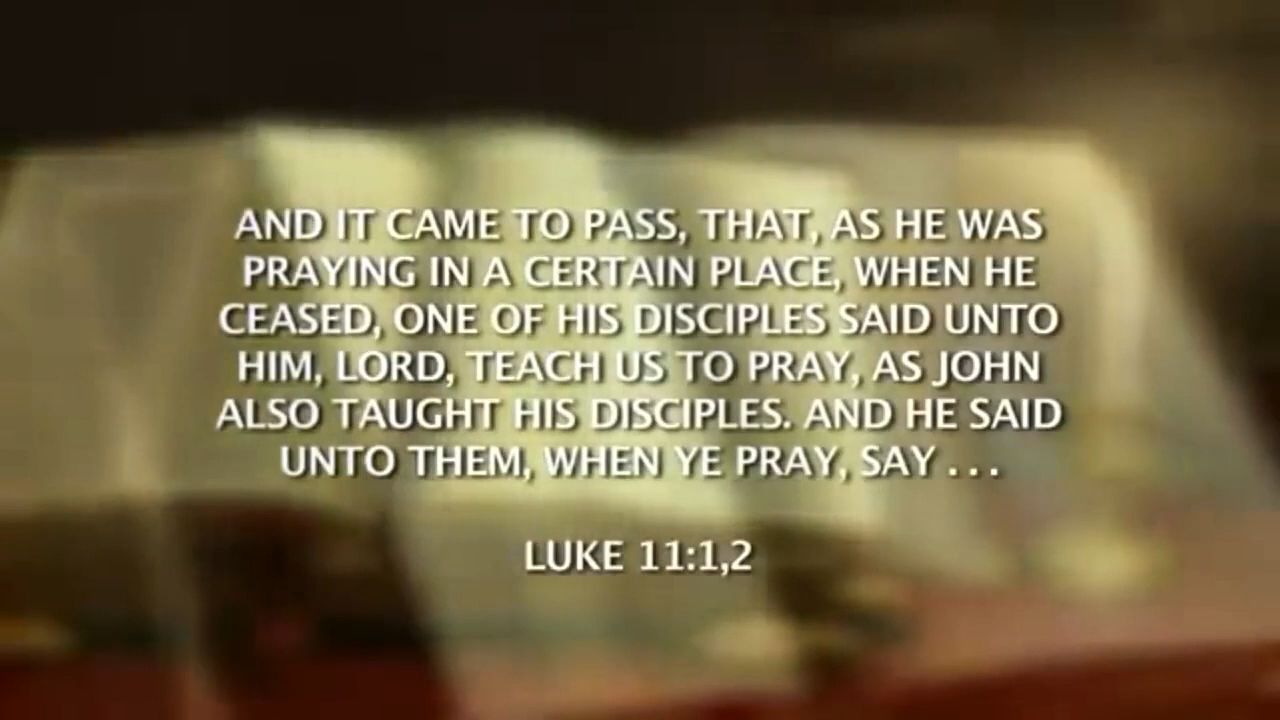 AND IT CAME TO PASS, THAT, AS HE WAS
PRAYING IN A CERTAIN PLACE, WHEN HE
CEASED, ONE OF HIS DISCIPLES SAID UNTO
HIM, LORD, TEACH US TO PRAY, AS JOHN
ALSO TAUGHT HIS DISCIPLES. AND HE SAID
UNTO THEM, WHEN YE PRAY, SAY . . .
LUKE 11:1,2